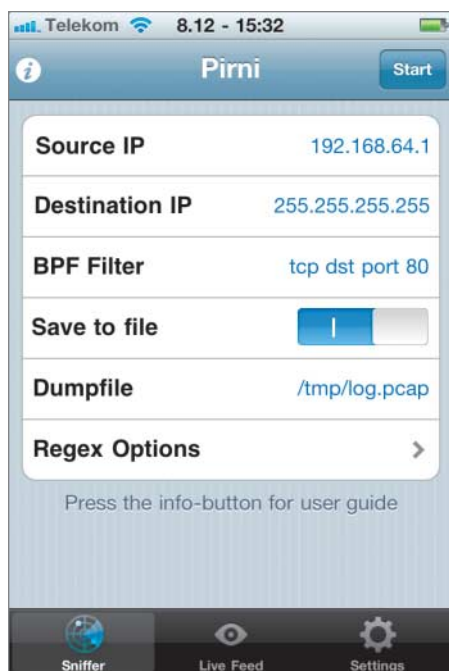 Telekom 8.12 - 15:32
i Pirni Start
Source IP 192.168.64.1
Destination IP 255.255.255.255
BPF Filter tcp dst port 80
Save to file
Dumpfile /tmp/log.pcap
Regex Options
Press the info-button for user guide
Sniffer Live Feed Settings